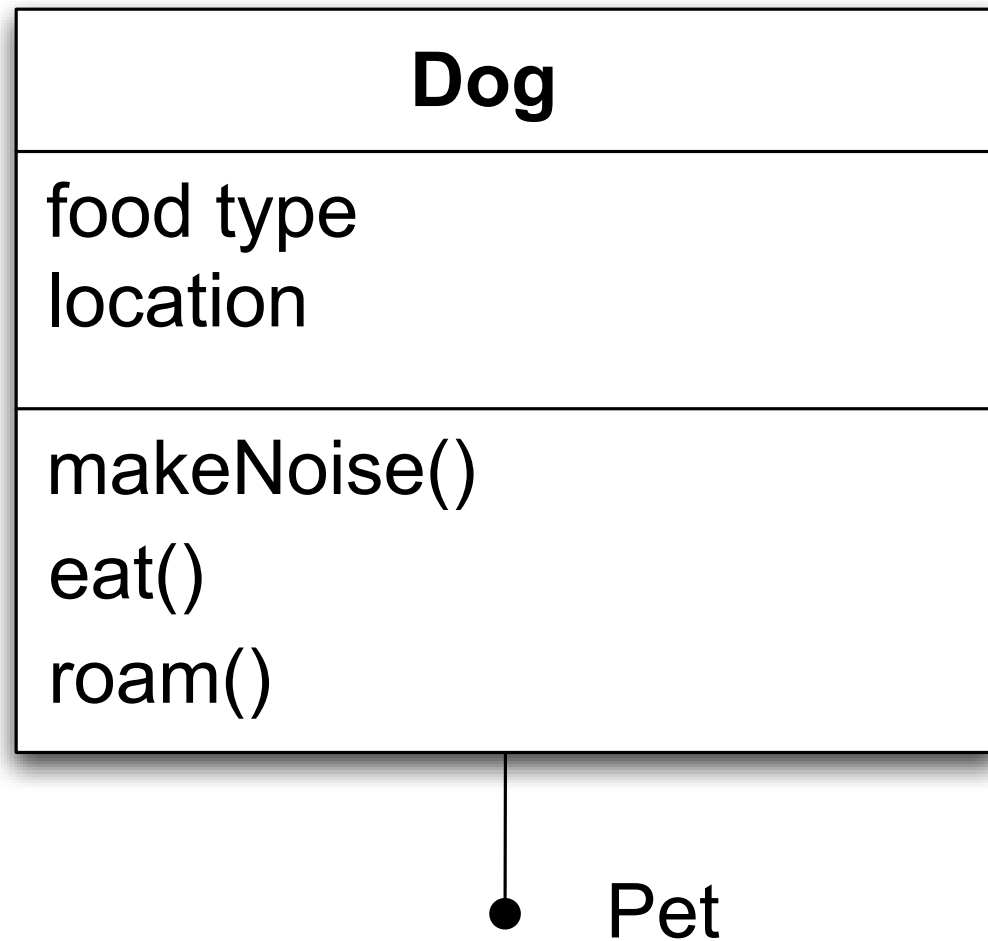 Dog
food type
location
makeNoise()
eat()
roam()
Pet